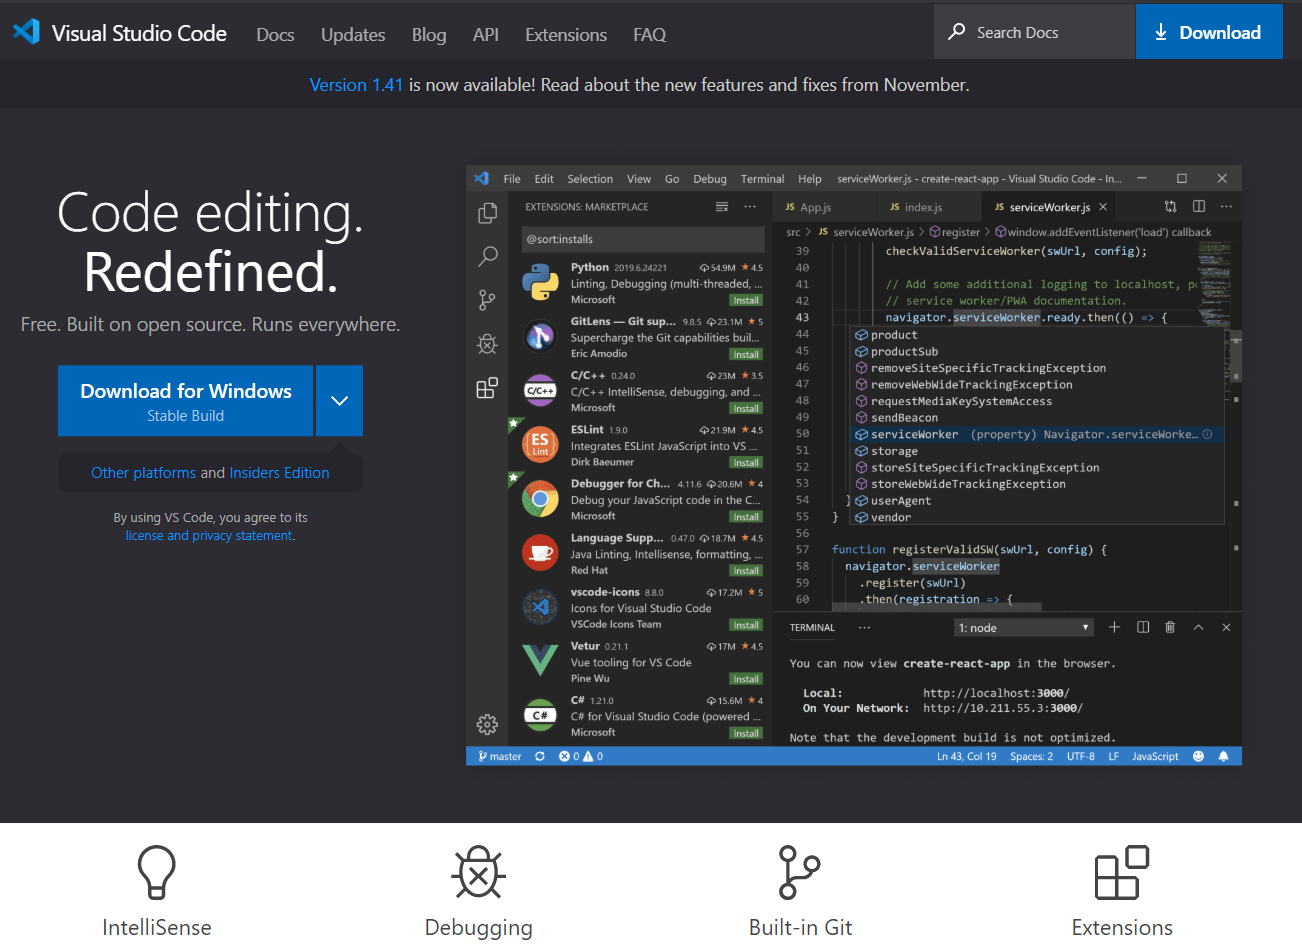 Visual Studio Code Docs Updates Blog API Extensions FAQ Search Docs Download
Version 1.41 is now available! Read about the new features and fixes from November.
Code editing.
Redefined.
Free. Built on open source. Runs everywhere.
Download for Windows
Stable Build
Other platforms and Insiders Edition
By using VS Code, you agree to its
license and privacy statement.
File Edit Selection View Go Debug Terminal Help serviceWorker.js - create-react-app - Visual Studio Code - In...
EXTENSIONS: MARKETPLACE
@sort:installs
Python 2019.6.24221 54.9M 4.5
Linting, Debugging (multi-threaded, ...
Microsoft Install
GitLens — Git sup... 9.8.5 23.1M 5
Supercharge the Git capabilities buil...
Eric Amodio Install
C/C++
C/C++ 0.24.0 23M 3.5
C/C++ IntelliSense, debugging, and ...
Microsoft Install
ES
Lint
ESLint 1.9.0 21.9M 4.5
Integrates ESLint JavaScript into VS ...
Dirk Baeumer Install
Debugger for Ch... 4.11.6 20.6M 4
Debug your JavaScript code in the C...
Microsoft Install
Language Supp... 0.47.0 18.7M 4.5
Java Linting, Intellisense, formatting, ...
Red Hat Install
vscode-icons 8.8.0 17.2M 5
Icons for Visual Studio Code
VSCode Icons Team Install
Vetur 0.21.1 17M 4.5
Vue tooling for VS Code
Pine Wu Install
C#
C# 1.21.0 15.6M 4
C# for Visual Studio Code (powered ...
Microsoft Install
JS App.js JS index.js JS serviceWorker.js
src > JS serviceWorker.js > register > window.addEventListener('load') callback
39 checkValidServiceWorker(swUrl, config);
40
41 // Add some additional logging to localhost, p
42 // service worker/PWA documentation.
43 navigator.serviceWorker.ready.then(() => {
44 product
45 productSub
46 removeSiteSpecificTrackingException
47 removeWebWideTrackingException
48 requestMediaKeySystemAccess
49 sendBeacon
50 serviceWorker (property) Navigator.serviceWorke...
51 storage
52 storeSiteSpecificTrackingException
53 storeWebWideTrackingException
54 } userAgent
55 } vendor
56
57 function registerValidSW(swUrl, config) {
58 navigator.serviceWorker
59 .register(swUrl)
60 .then(registration => {
TERMINAL ... 1: node
You can now view create-react-app in the browser.
Local: http://localhost:3000/
On Your Network: http://10.211.55.3:3000/
Note that the development build is not optimized.
master 0 0 Ln 43, Col 19 Spaces: 2 UTF-8 LF JavaScript
IntelliSense Debugging Built-in Git Extensions